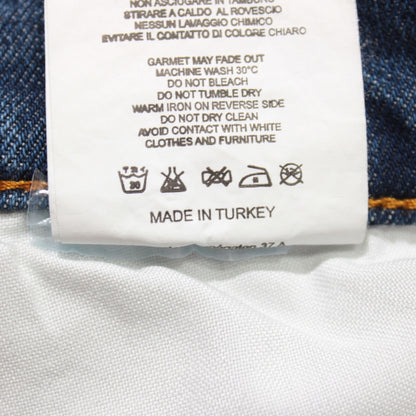 NON ASCIUGARE IN TAMBURO
STIRARE A CALDO AL ROVESCIO
NESSUN LAVAGGIO CHIMICO
EVITARE IL CONTATTO DI COLORE CHIARO
GARMET MAY FADE OUT
MACHINE WASH 30°C
DO NOT BLEACH
DO NOT TUMBLE DRY
WARM IRON ON REVERSE SIDE
DO NOT DRY CLEAN
AVOID CONTACT WITH WHITE
CLOTHES AND FURNITURE
30
MADE IN TURKEY
37 A